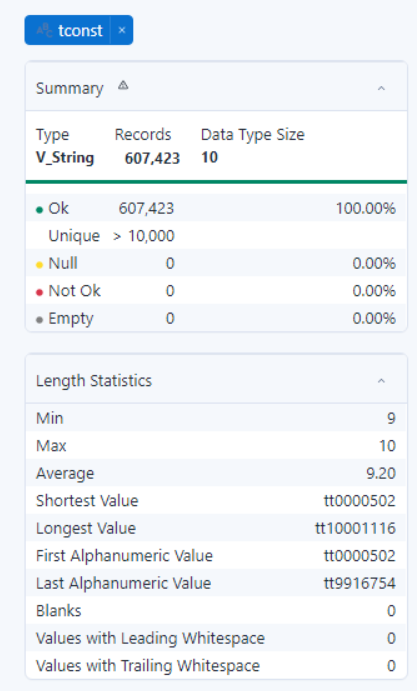 tconst ×
Summary
Type Records Data Type Size
V_String 607,423 10
Ok 607,423 100.00%
Unique > 10,000
Null 0 0.00%
Not Ok 0 0.00%
Empty 0 0.00%
Length Statistics
Min 9
Max 10
Average 9.20
Shortest Value tt0000502
Longest Value tt10001116
First Alphanumeric Value tt0000502
Last Alphanumeric Value tt9916754
Blanks 0
Values with Leading Whitespace 0
Values with Trailing Whitespace 0